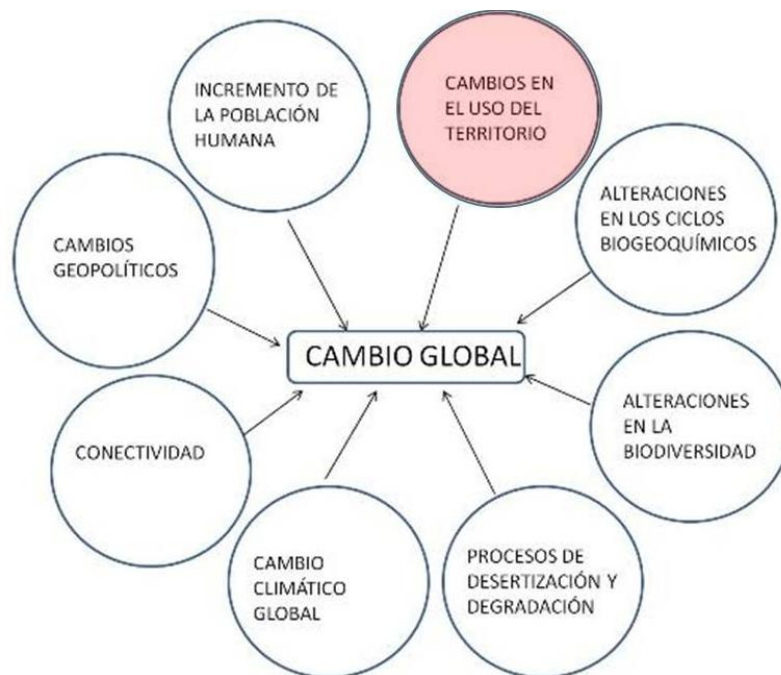 INCREMENTO DE
LA POBLACIÓN
HUMANA
CAMBIOS EN
EL USO DEL
TERRITORIO
ALTERACIONES
EN LOS CICLOS
BIOGEOQUÍMICOS
CAMBIOS
GEOPOLÍTICOS
CAMBIO GLOBAL
ALTERACIONES
EN LA
BIODIVERSIDAD
CONECTIVIDAD
CAMBIO
CLIMÁTICO
GLOBAL
PROCESOS DE
DESERTIZACIÓN Y
DEGRADACIÓN